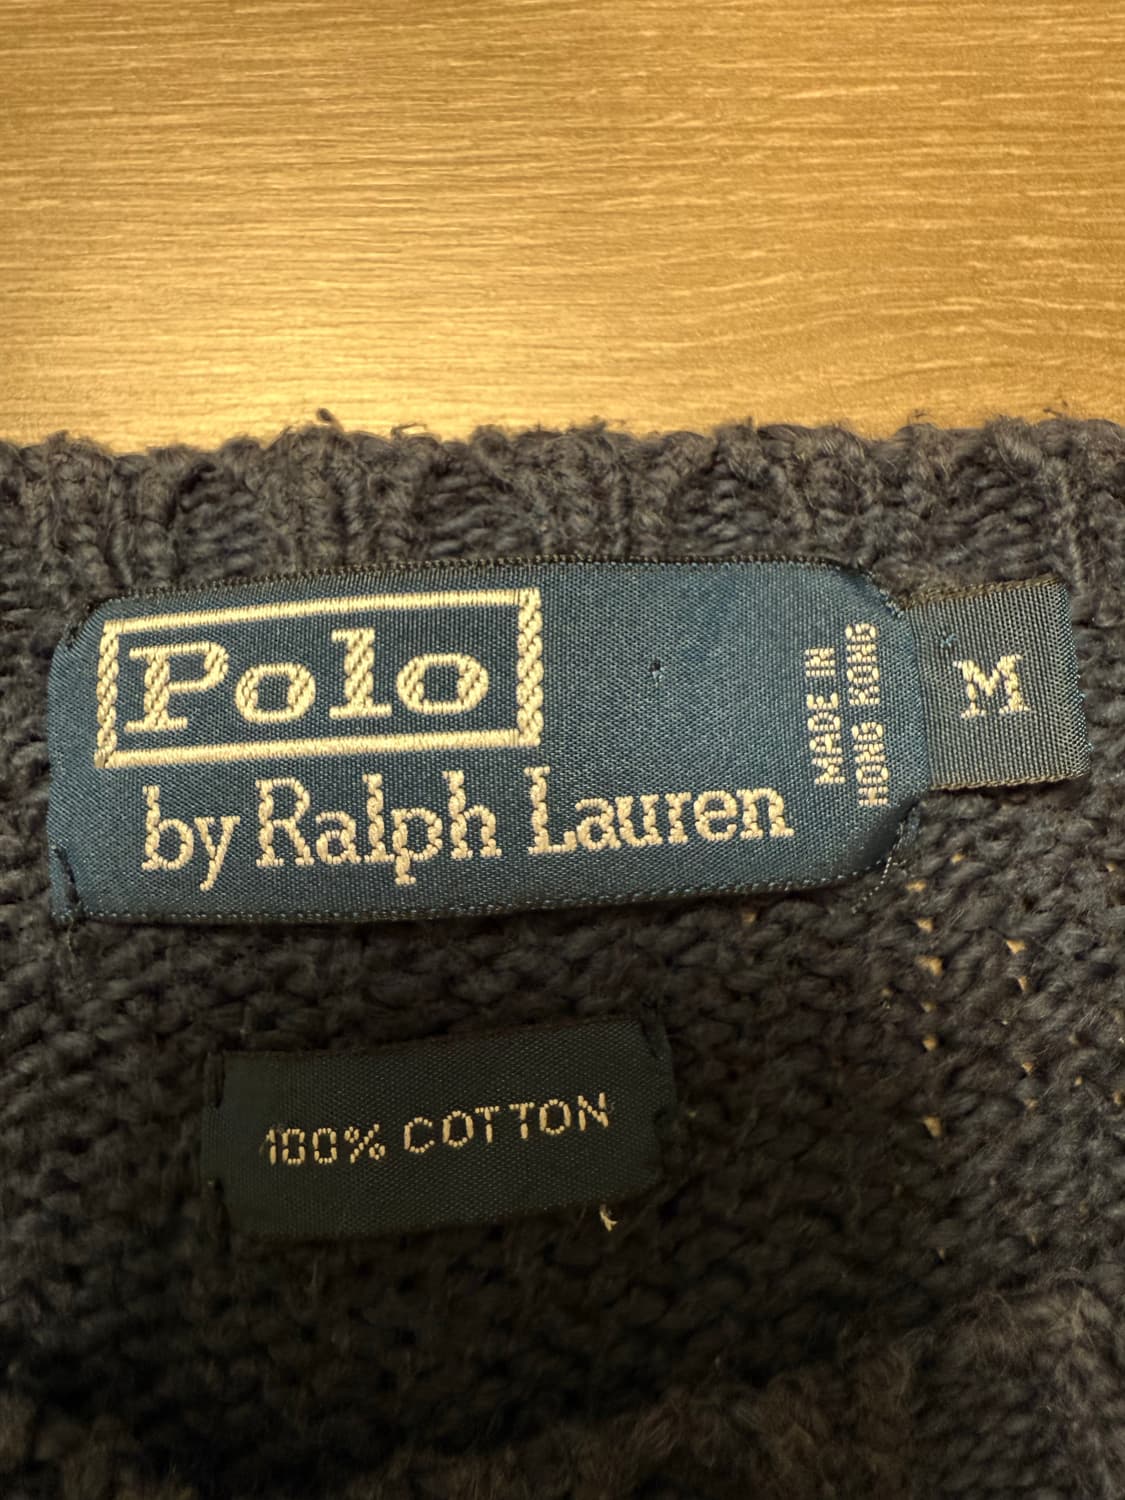 Polo
by Ralph Lauren
MADE IN
HONG KONG
M
100% COTTON